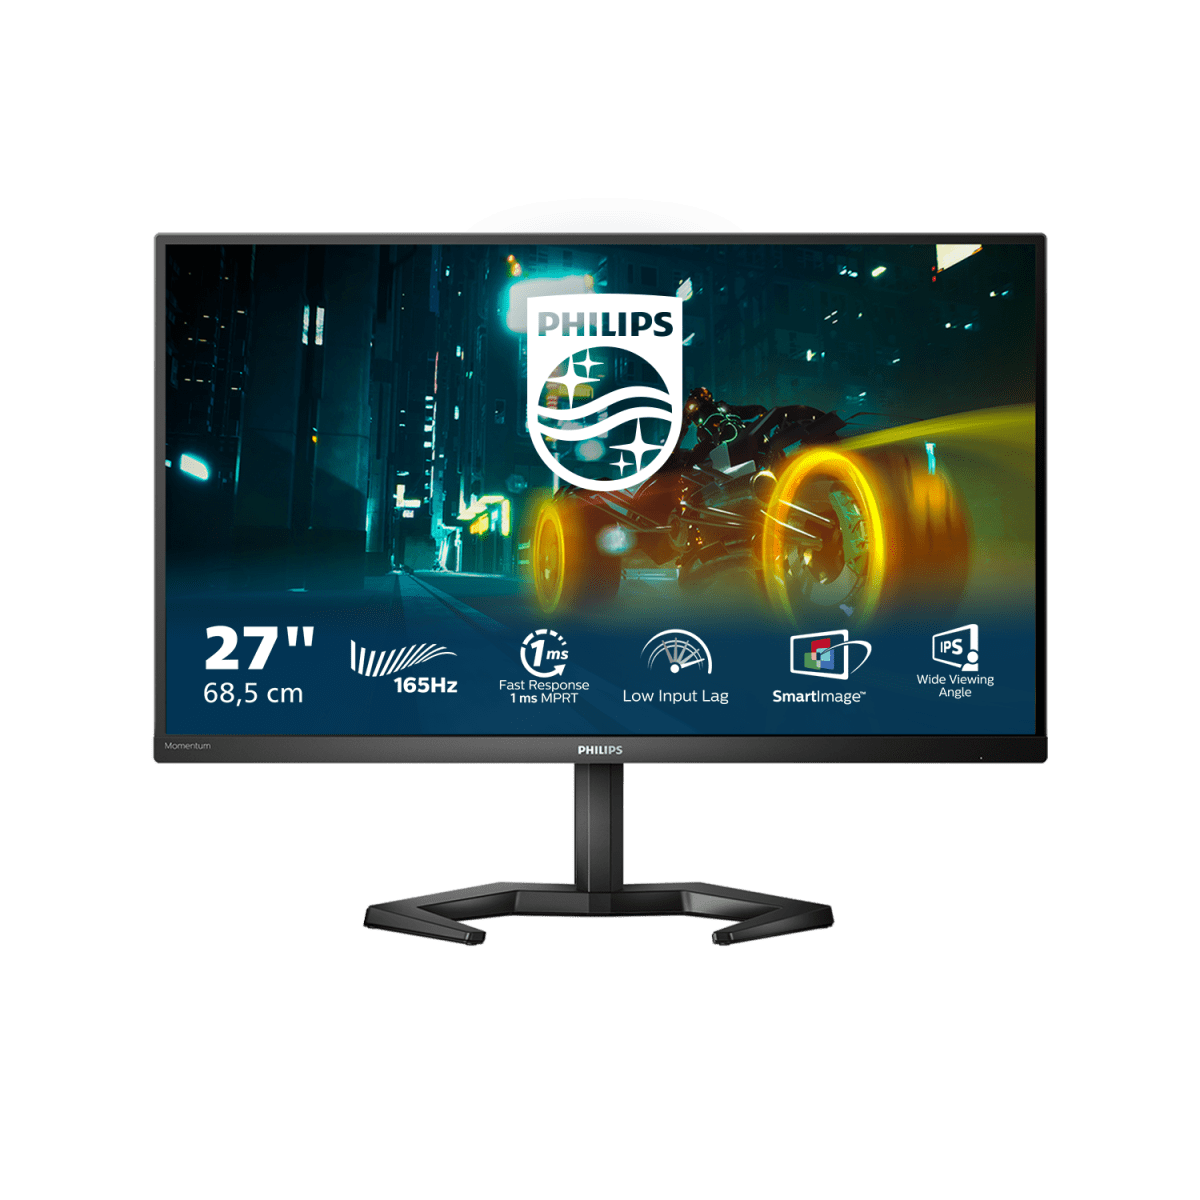 PHILIPS
27"
68,5 cm
165Hz
1ms
Fast Response
1 ms MPRT
Low Input Lag
SmartImage™
IPS
Wide Viewing
Angle
Momentum
PHILIPS